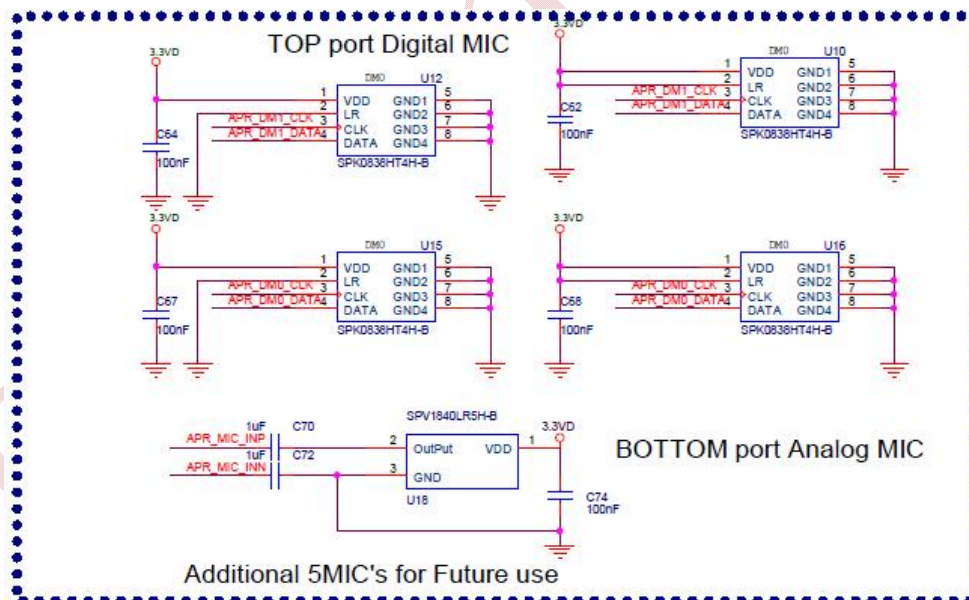 TOP port Digital MIC
3.3VD
DM0 U12
1 VDD GND1 5
2 LR GND2 6
APR_DM1_CLK 3 CLK GND3 7
APR_DM1_DATA 4 DATA GND4 8
SPK0838HT4H-B
C64
100nF
3.3VD
DM0 U10
1 VDD GND1 5
2 LR GND2 6
APR_DM1_CLK 3 CLK GND3 7
APR_DM1_DATA 4 DATA GND4 8
SPK0838HT4H-B
C62
100nF
3.3VD
DM0 U15
1 VDD GND1 5
2 LR GND2 6
APR_DM0_CLK 3 CLK GND3 7
APR_DM0_DATA 4 DATA GND4 8
SPK0838HT4H-B
C67
100nF
3.3VD
DM0 U16
1 VDD GND1 5
2 LR GND2 6
APR_DM0_CLK 3 CLK GND3 7
APR_DM0_DATA 4 DATA GND4 8
SPK0838HT4H-B
C68
100nF
SPV1840LR5H-B
1uF C70
APR_MIC_INP 2 OutPut VDD 1 3.3VD
1uF C72
APR_MIC_INN 3 GND
U18
C74
100nF
BOTTOM port Analog MIC
Additional 5MIC's for Future use